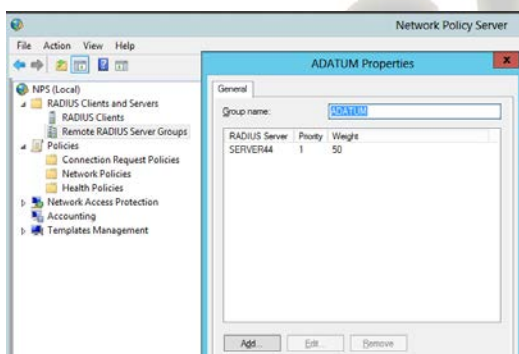 Network Policy Server
File Action View Help
NPS (Local)
RADIUS Clients and Servers
RADIUS Clients
Remote RADIUS Server Groups
Policies
Connection Request Policies
Network Policies
Health Policies
Network Access Protection
Accounting
Templates Management
ADATUM Properties
x
General
Group name:
ADATUM
RADIUS Server Priority Weight
SERVER44 1 50
Add... Edit... Remove